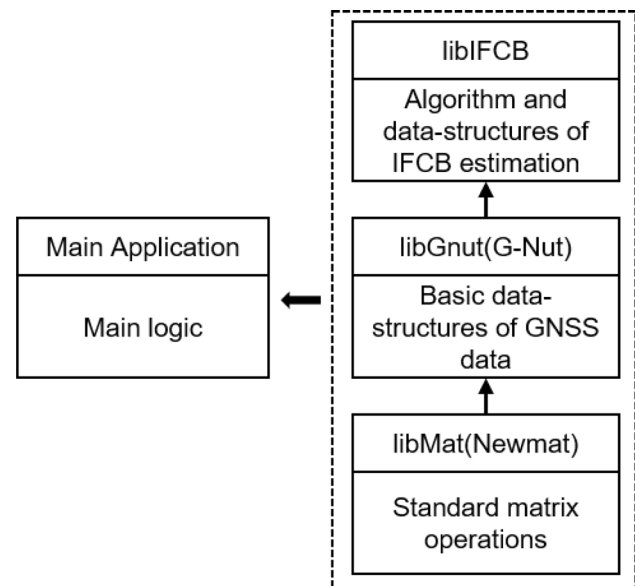 libIFCB
Algorithm and
data-structures of
IFCB estimation
Main Application
Main logic
libGnut(G-Nut)
Basic data-
structures of GNSS
data
libMat(Newmat)
Standard matrix
operations